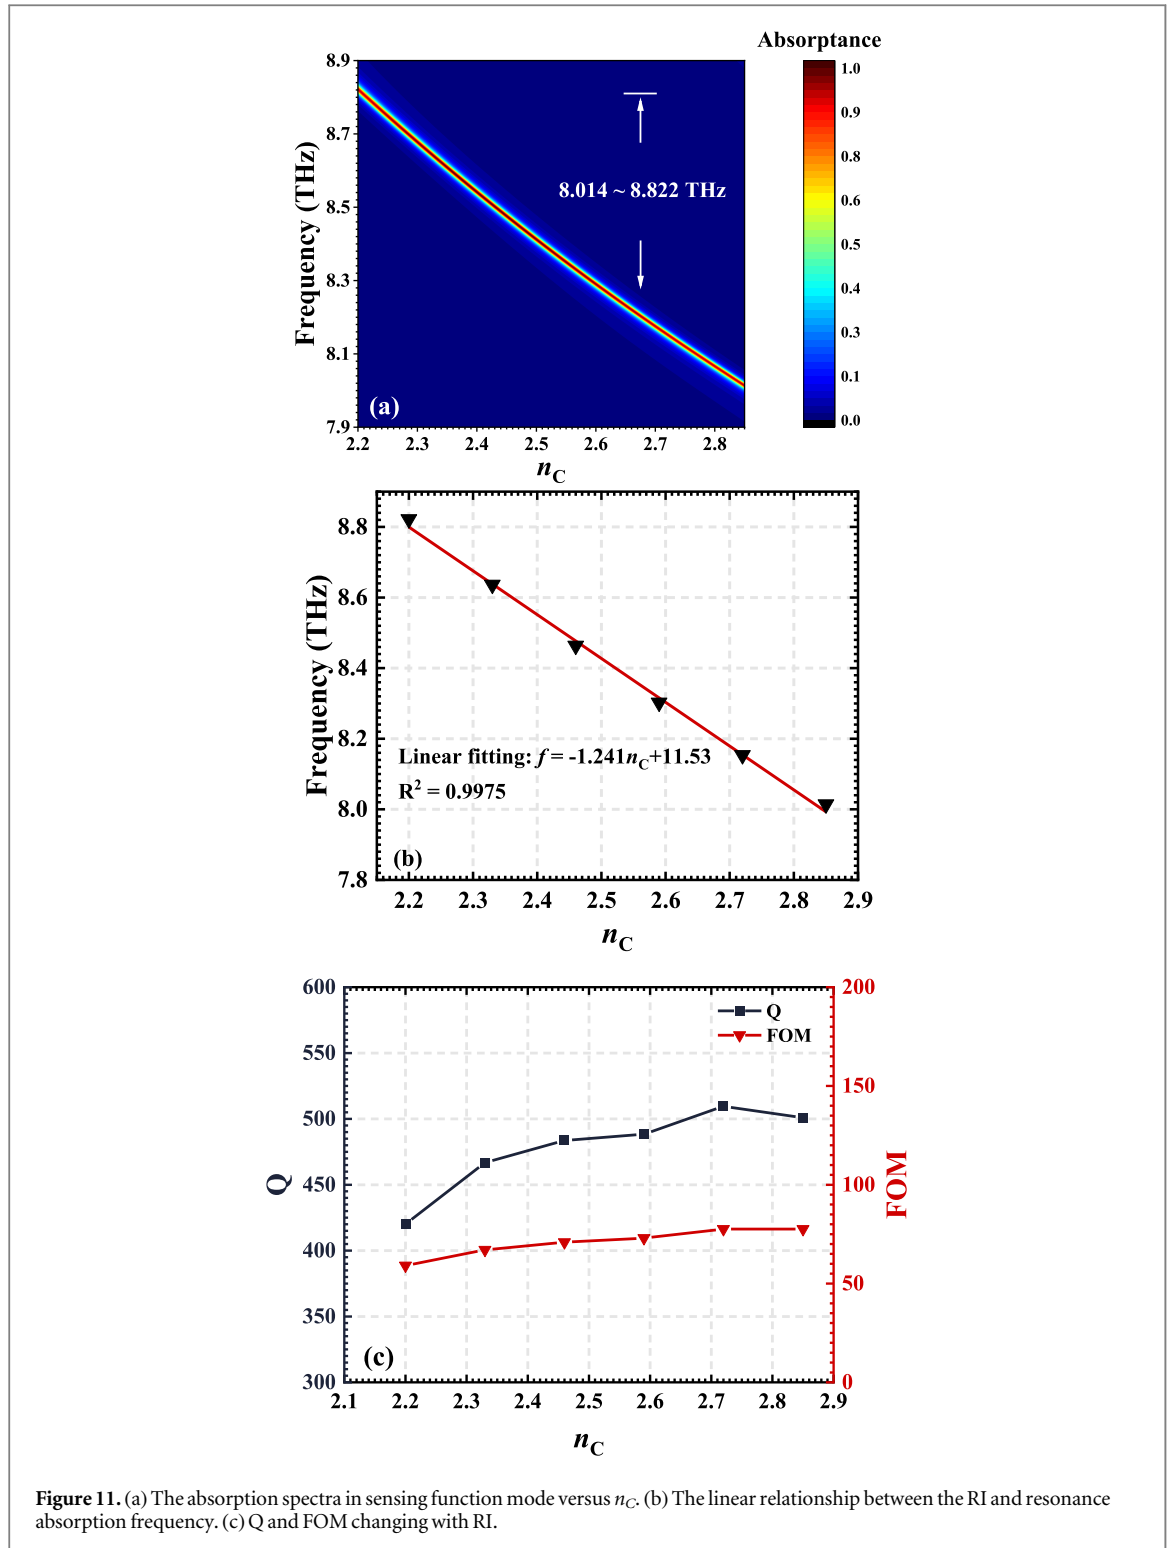 Absorptance
8.9
8.7
8.5
8.3
8.1
7.9
Frequency (THz)
8.014 ~ 8.822 THz
(a)
2.2 2.3 2.4 2.5 2.6 2.7 2.8
n_C
1.0
0.9
0.8
0.6
0.5
0.4
0.3
0.1
0.0
8.8
8.6
8.4
8.2
8.0
7.8
Frequency (THz)
Linear fitting: f = -1.241n_C+11.53
R² = 0.9975
(b)
2.2 2.3 2.4 2.5 2.6 2.7 2.8 2.9
n_C
600
550
500
450
400
350
300
Q
Q
FOM
200
150
100
50
0
FOM
(c)
2.1 2.2 2.3 2.4 2.5 2.6 2.7 2.8 2.9
n_C
Figure 11. (a) The absorption spectra in sensing function mode versus n_C. (b) The linear relationship between the RI and resonance
absorption frequency. (c) Q and FOM changing with RI.